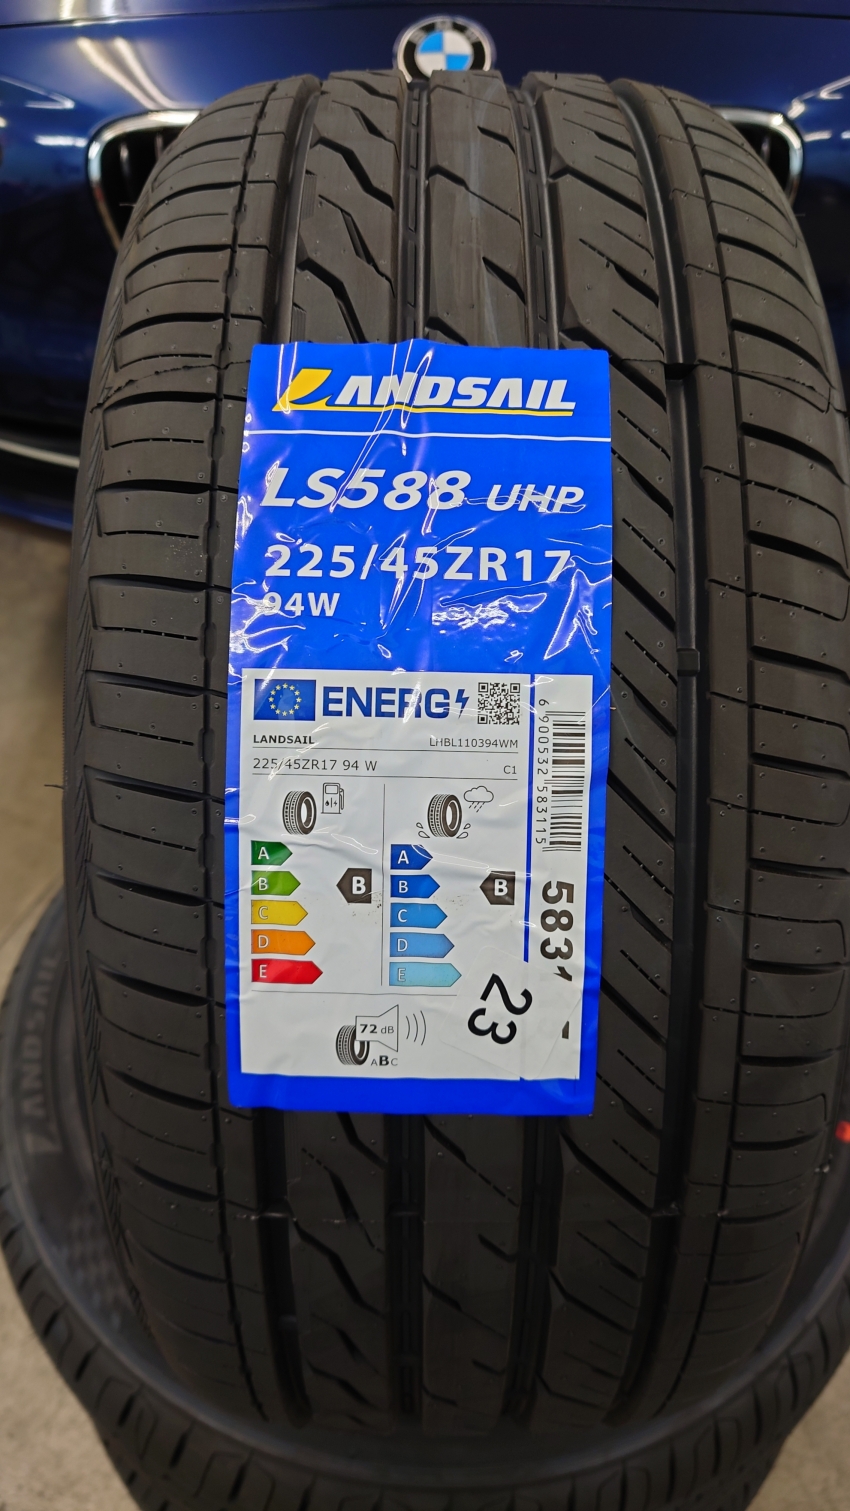 LANDSAIL
LS588 UHP
225/45ZR17
94W
ENERG
LANDSAIL LHBL110394WM
225/45ZR17 94 W C1
A
B
C
D
E
B
A
B
C
D
E
B
72 dB
ABC
6 900532 583115
5831
23
LANDSAIL